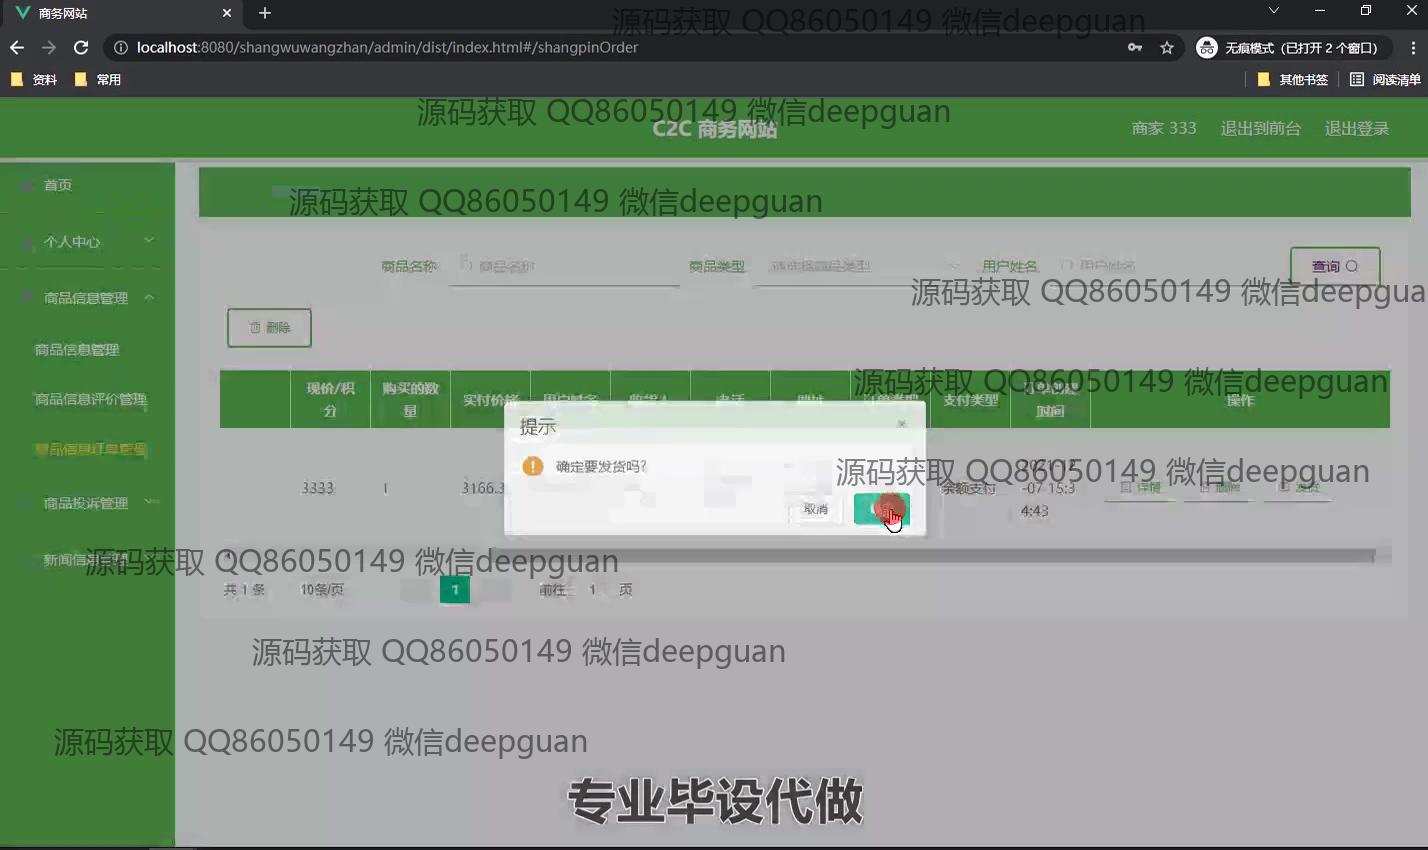 商务网站
源码获取 QQ86050149 微信deepguan
localhost:8080/shangwuwangzhan/admin/dist/index.html#/shangpinOrder
无痕模式 (已打开 2 个窗口)
资料
常用
其他书签
阅读清单
源码获取 QQ86050149 微信deepguan
C2C 商务网站
商家 333
退出到前台
退出登录
首页
源码获取 QQ86050149 微信deepguan
个人中心
商品名称
商品名称
商品类型
请选择商品类型
用户姓名
用户姓名
查询
源码获取 QQ86050149 微信deepgua
商品信息管理
删除
商品信息管理
商品信息评价管理
商品信息订单管理
商品投诉管理
现价/积分
购买的数量
实付价格
用户姓名
收货人
电话
地址
订单类型
支付类型
时间
操作
源码获取 QQ86050149 微信deepguan
提示
确定要发货吗?
取消
3333
1
3166.3
余额支付
2021-12
-07 15:3
4:43
详情
删除
发货
源码获取 QQ86050149 微信deepguan
源码获取 QQ86050149 微信deepguan
共 1 条
10条/页
1
前往
1
页
源码获取 QQ86050149 微信deepguan
源码获取 QQ86050149 微信deepguan
专业毕设代做